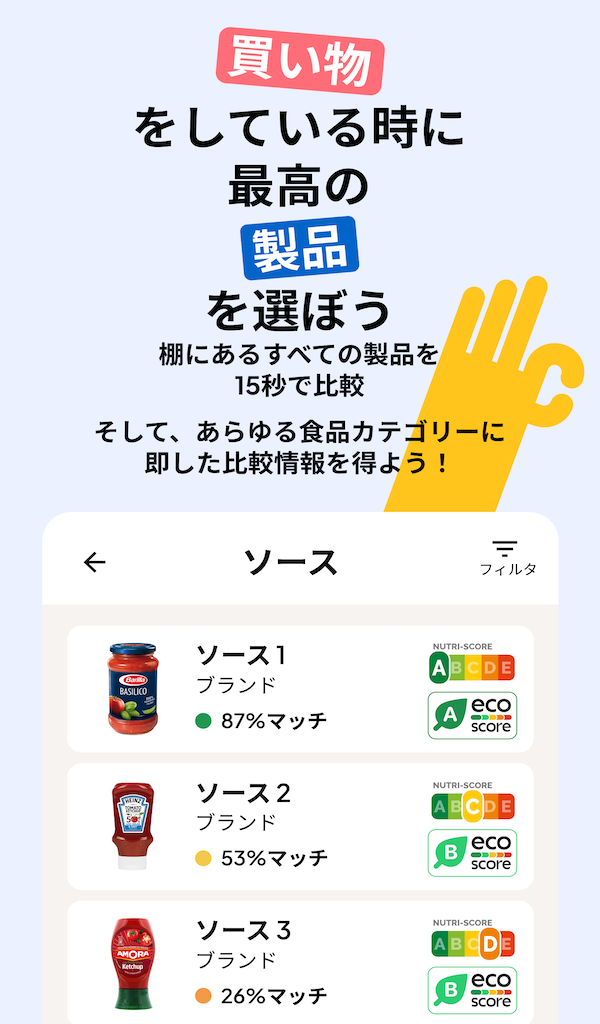 買い物
をしている時に
最高の
製品
を選ぼう
棚にあるすべての製品を
15秒で比較
そして、あらゆる食品カテゴリーに
即した比較情報を得よう！
ソース
フィルタ
ソース 1
ブランド
87%マッチ
Barilla
BASILICO
NUTRI-SCORE
A B C D E
A eco score
ソース 2
ブランド
53%マッチ
HEINZ
TOMATO
NUTRI-SCORE
A B C D E
B eco score
ソース 3
ブランド
26%マッチ
AMORA
Ketchup
NUTRI-SCORE
A B C D E
B eco score